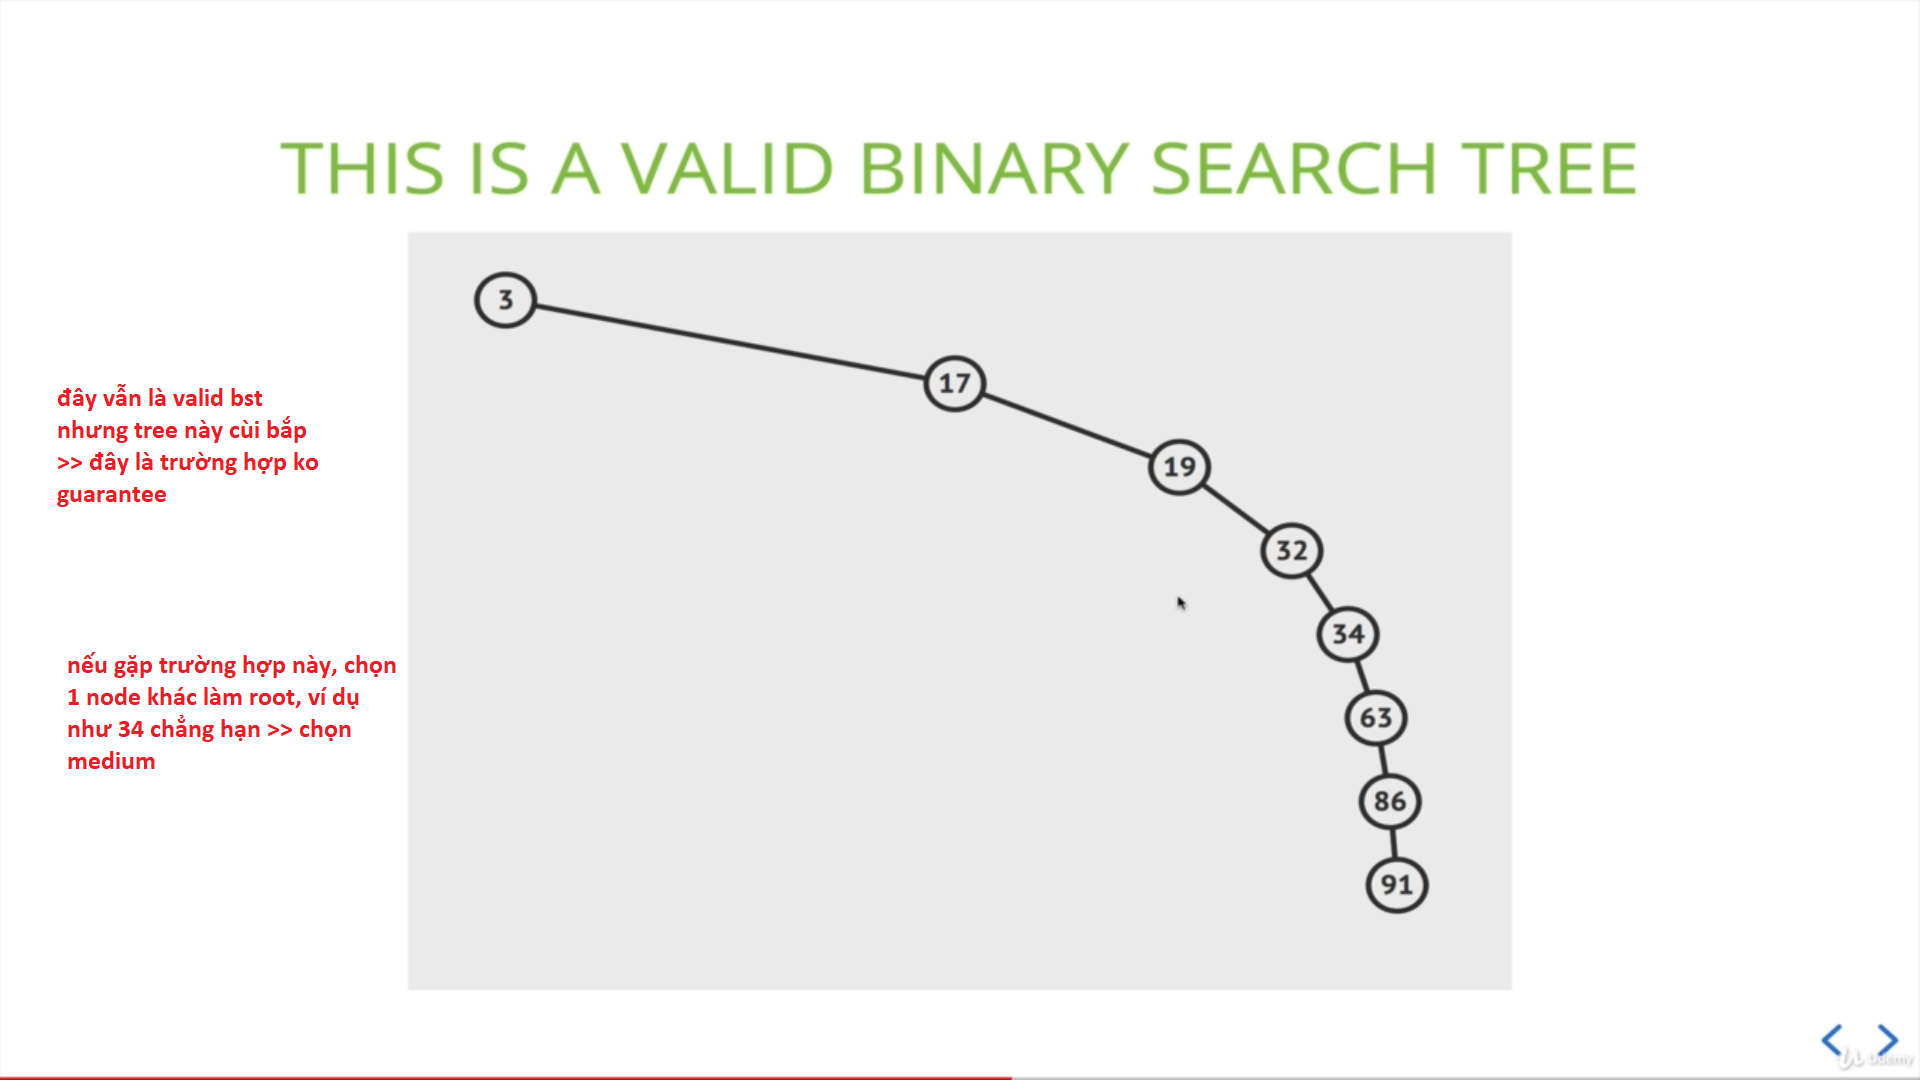 THIS IS A VALID BINARY SEARCH TREE
3
17
19
32
34
63
86
91
đây vẫn là valid bst
nhưng tree này cùi bắp
>> đây là trường hợp ko
guarantee
nếu gặp trường hợp này, chọn
1 node khác làm root, ví dụ
như 34 chẳng hạn >> chọn
medium
Udemy